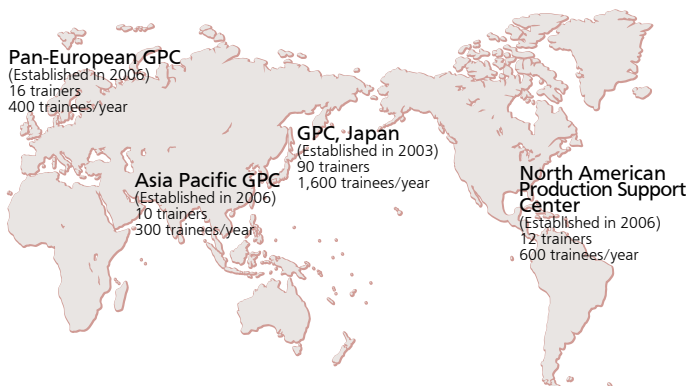 Pan-European GPC
(Established in 2006)
16 trainers
400 trainees/year
GPC, Japan
(Established in 2003)
90 trainers
1,600 trainees/year
Asia Pacific GPC
(Established in 2006)
10 trainers
300 trainees/year
North American
Production Support
Center
(Established in 2006)
12 trainers
600 trainees/year